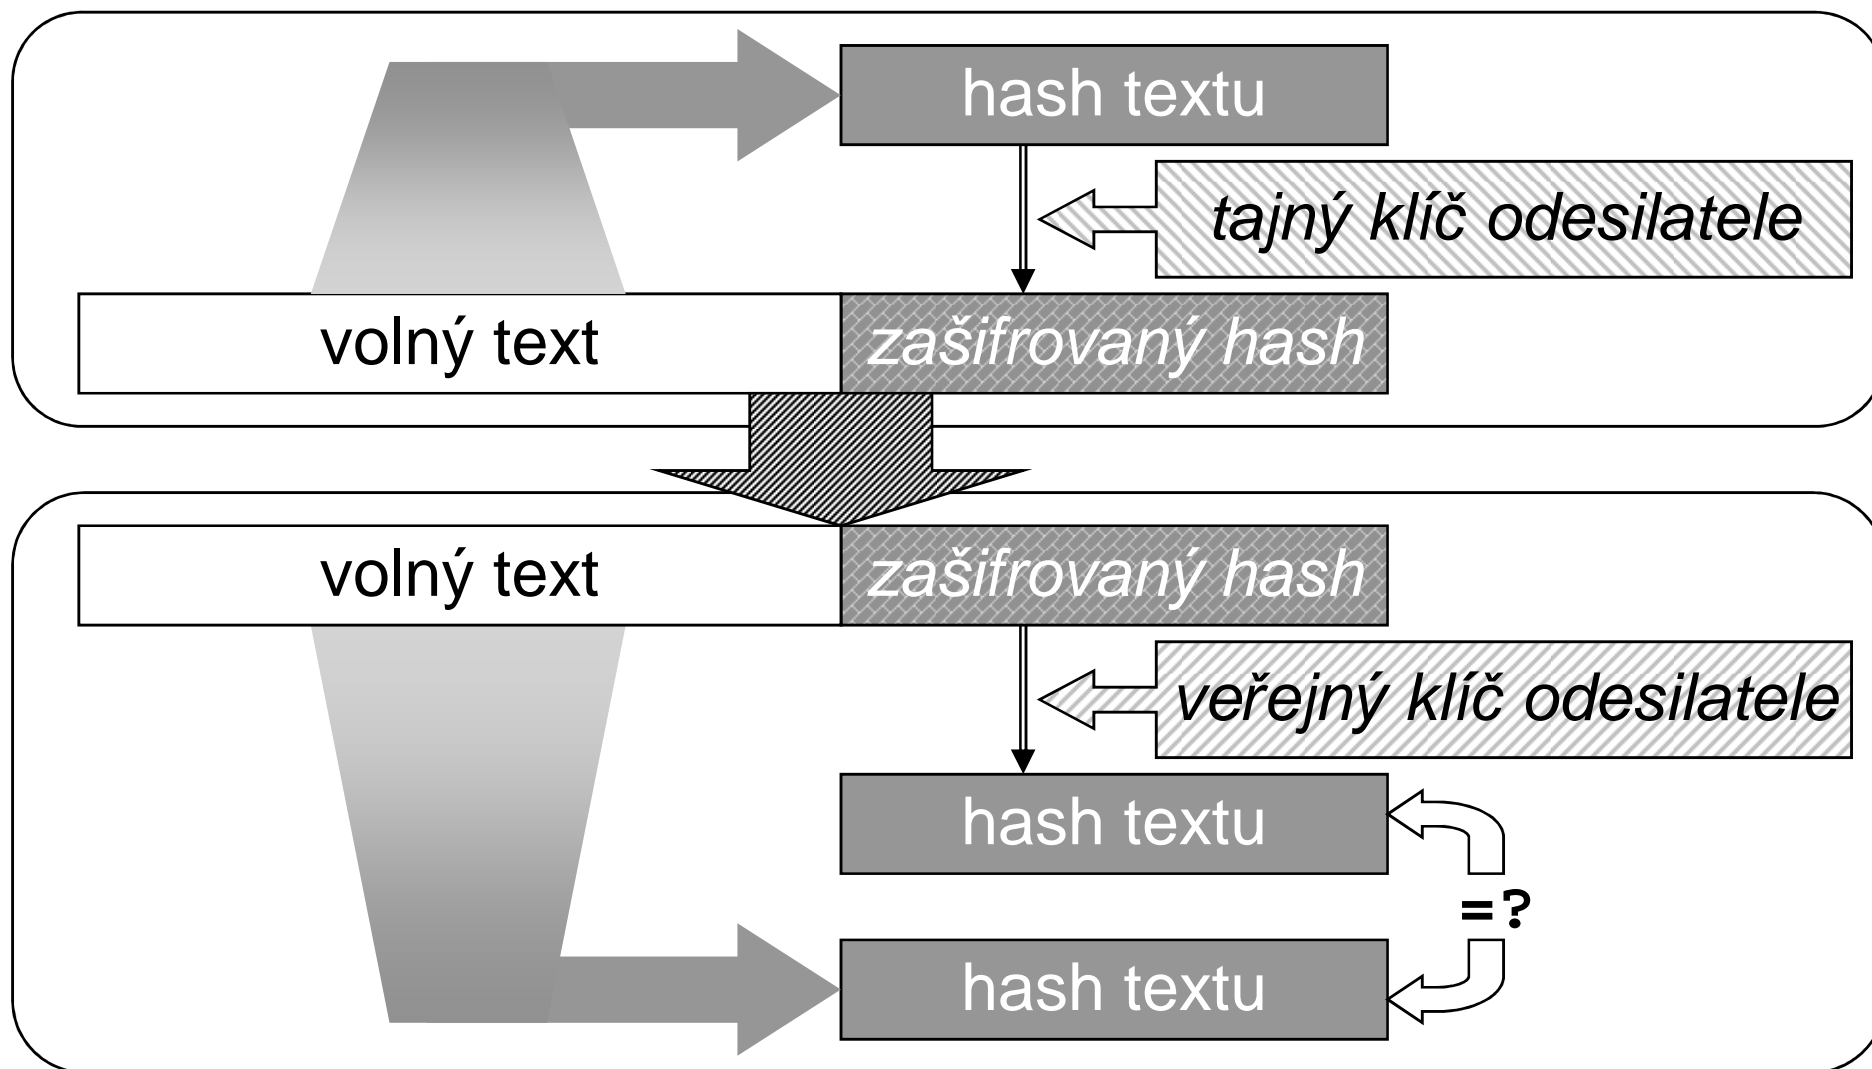 hash textu
tajný klíč odesilatele
volný text
zašifrovaný hash
volný text
zašifrovaný hash
veřejný klíč odesilatele
hash textu
=?
hash textu